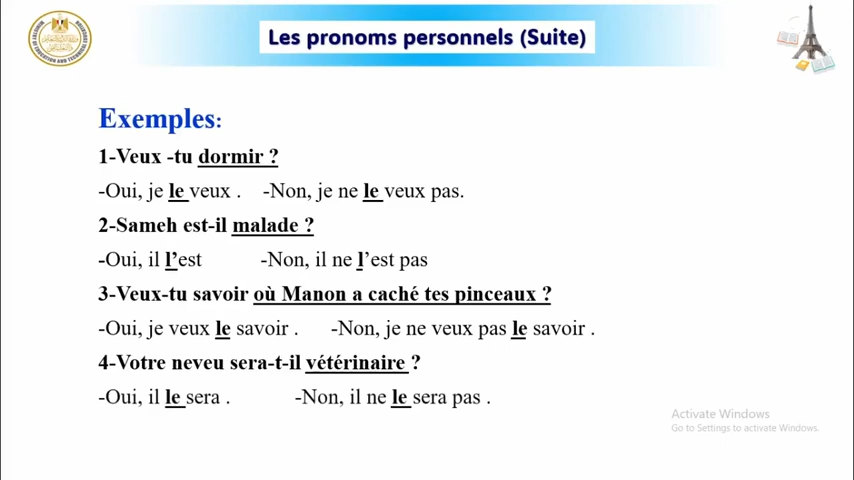 Les pronoms personnels (Suite)
Exemples:
1-Veux -tu dormir ?
-Oui, je le veux . -Non, je ne le veux pas.
2-Sameh est-il malade ?
-Oui, il l’est -Non, il ne l’est pas
3-Veux-tu savoir où Manon a caché tes pinceaux ?
-Oui, je veux le savoir . -Non, je ne veux pas le savoir .
4-Votre neveu sera-t-il vétérinaire ?
-Oui, il le sera . -Non, il ne le sera pas .
Activate Windows
Go to Settings to activate Windows.